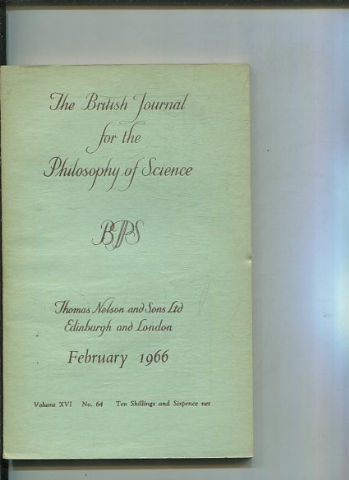 The British Journal
for the
Philosophy of Science
BJPS
Thomas Nelson and Sons Ltd
Edinburgh and London
February 1966
Volume XVI No. 64 Ten Shillings and Sixpence net